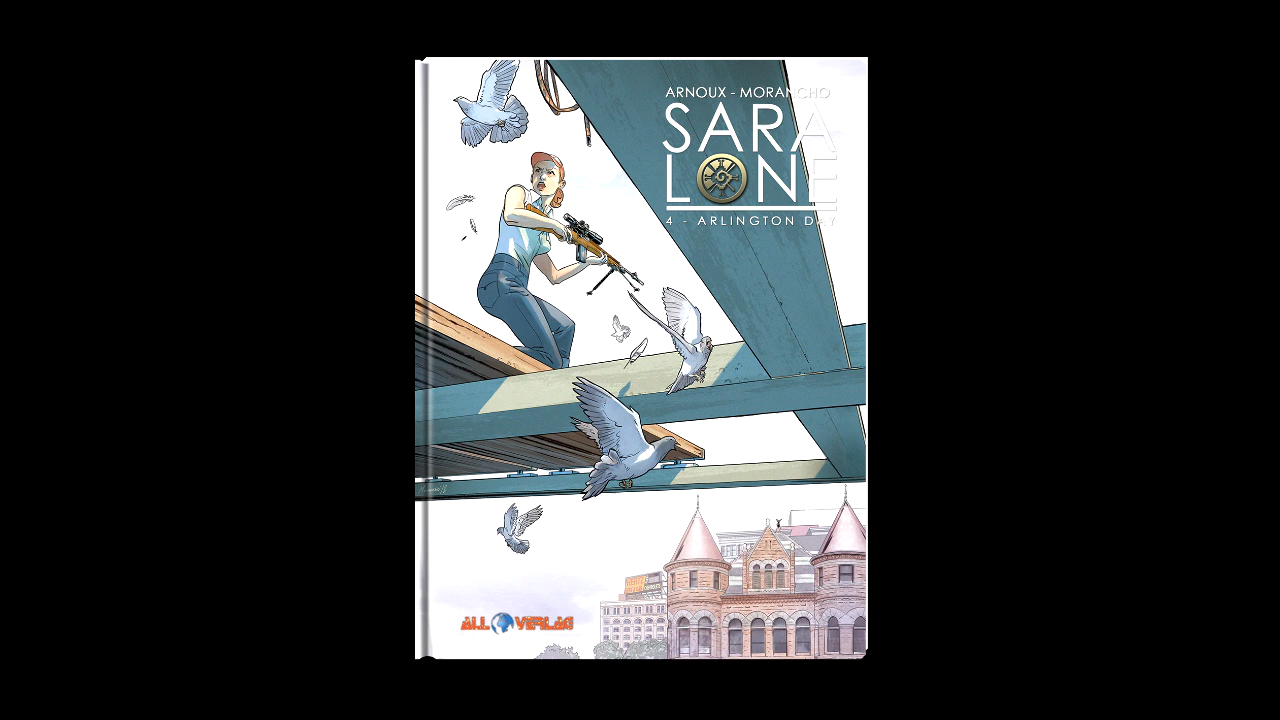 ARNOUX - MORANCHO
SARA
LONE
4 - ARLINGTON DAY
ALL VERLAG